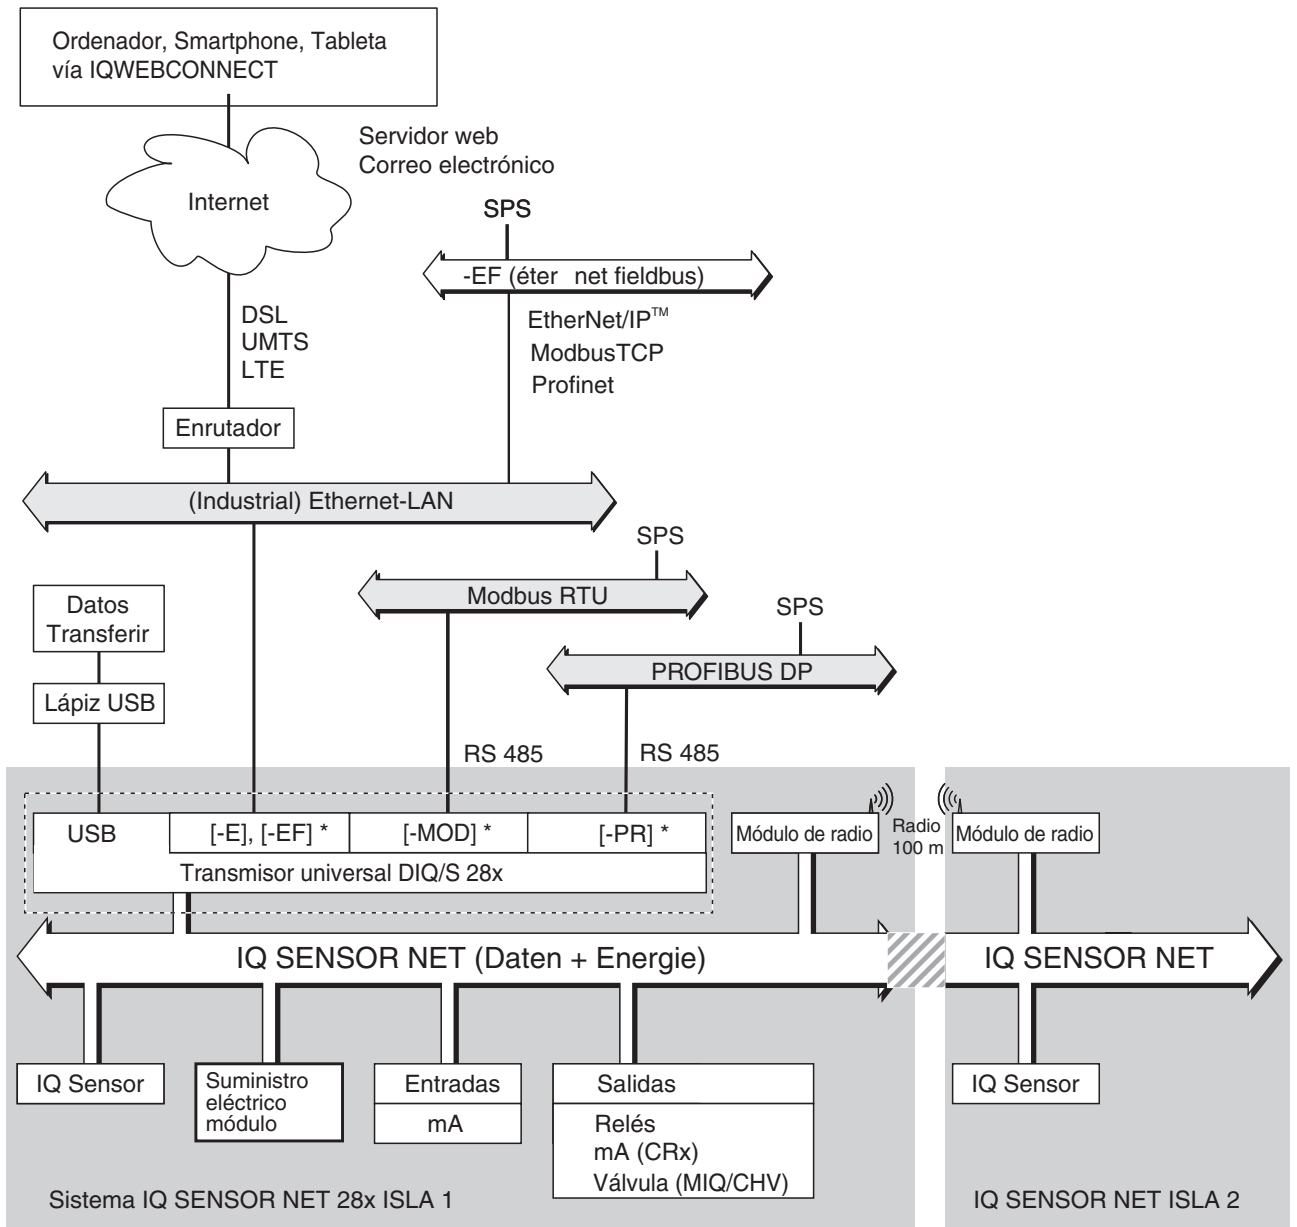 Ordenador, Smartphone, Tableta
vía IQWEBCONNECT
Servidor web
Correo electrónico
Internet
SPS
-EF (éter net fieldbus)
DSL
UMTS
LTE
EtherNet/IP™
ModbusTCP
Profinet
Enrutador
(Industrial) Ethernet-LAN
SPS
Modbus RTU
Datos
Transferir
SPS
PROFIBUS DP
Lápiz USB
RS 485
RS 485
USB
[-E], [-EF] *
[-MOD] *
[-PR] *
Transmisor universal DIQ/S 28x
Módulo de radio
Radio
100 m
Módulo de radio
IQ SENSOR NET (Daten + Energie)
IQ SENSOR NET
IQ Sensor
Suministro
eléctrico
módulo
Entradas
mA
Salidas
Relés
mA (CRx)
Válvula (MIQ/CHV)
IQ Sensor
Sistema IQ SENSOR NET 28x ISLA 1
IQ SENSOR NET ISLA 2